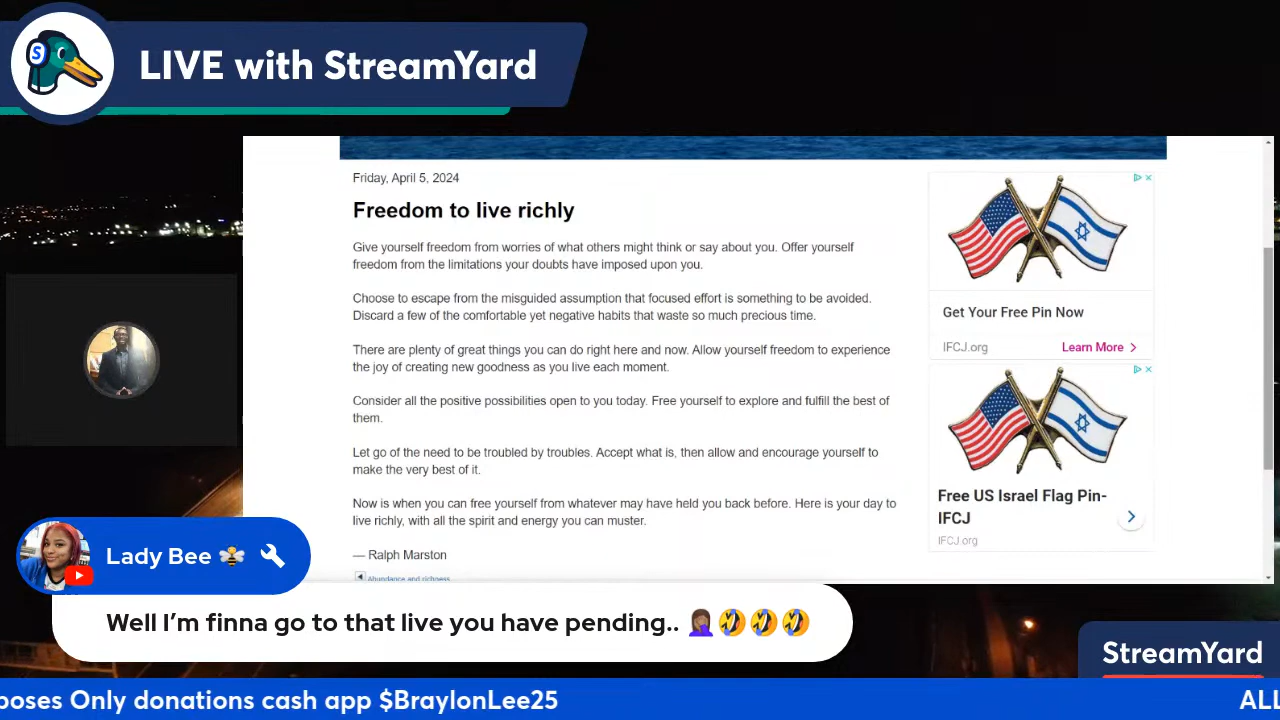 S
LIVE with StreamYard
Friday, April 5, 2024
Freedom to live richly
Give yourself freedom from worries of what others might think or say about you. Offer yourself
freedom from the limitations your doubts have imposed upon you.
Choose to escape from the misguided assumption that focused effort is something to be avoided.
Discard a few of the comfortable yet negative habits that waste so much precious time.
There are plenty of great things you can do right here and now. Allow yourself freedom to experience
the joy of creating new goodness as you live each moment.
Consider all the positive possibilities open to you today. Free yourself to explore and fulfill the best of
them.
Let go of the need to be troubled by troubles. Accept what is, then allow and encourage yourself to
make the very best of it.
Now is when you can free yourself from whatever may have held you back before. Here is your day to
live richly, with all the spirit and energy you can muster.
— Ralph Marston
Abundance and richness
Get Your Free Pin Now
IFCJ.org Learn More
Free US Israel Flag Pin-
IFCJ
IFCJ.org
Lady Bee 🐝
Well I'm finna go to that live you have pending.. 🤦🏾‍♀️🤣🤣🤣
StreamYard
poses Only donations cash app $BraylonLee25 ALL